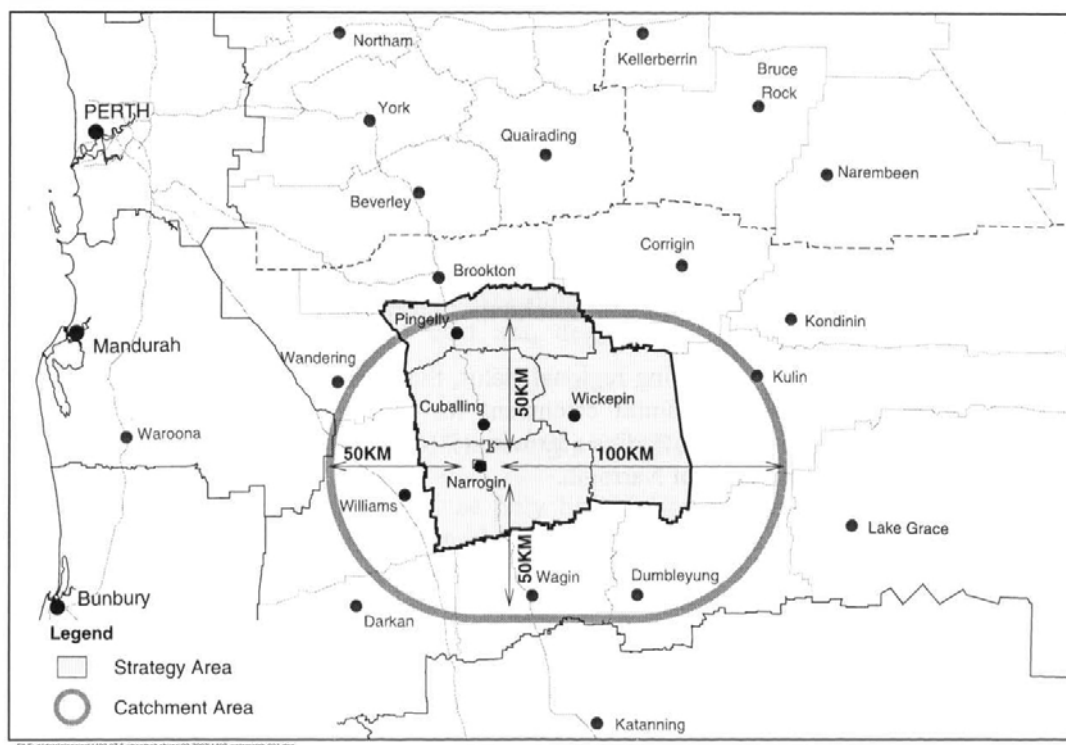 Northam
Kellerberrin
Bruce
Rock
PERTH
York
Quairading
Narembeen
Beverley
Corrigin
Brookton
Pingelly
Kondinin
Mandurah
Wandering
50KM
Kulin
Cuballing
Wickepin
Waroona
50KM
100KM
Narrogin
Williams
Lake Grace
50KM
Wagin
Dumbleyung
Bunbury
Darkan
Legend
Strategy Area
Catchment Area
Katanning